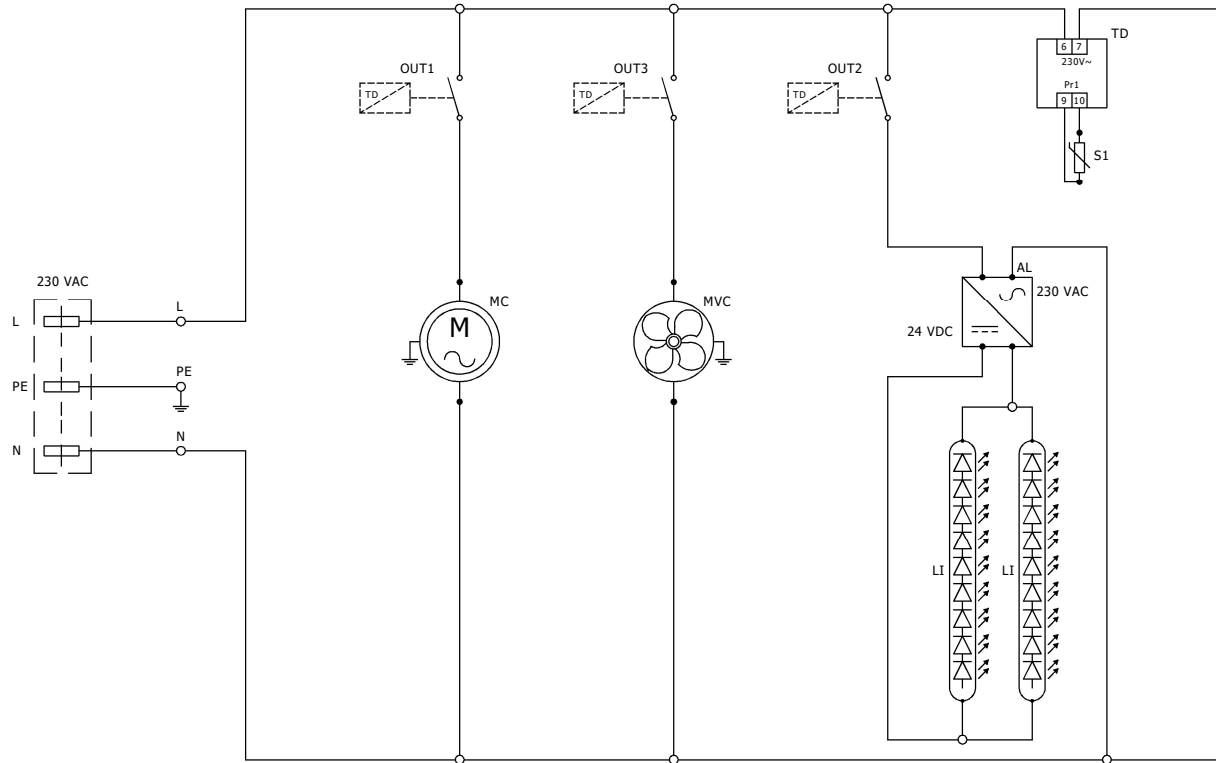 TD
6 7
230V~
Pr1
9 10
S1
OUT1
TD
OUT3
TD
OUT2
TD
230 VAC
L
L
PE
PE
N
N
MC
M
MVC
AL
230 VAC
24 VDC
LI
LI